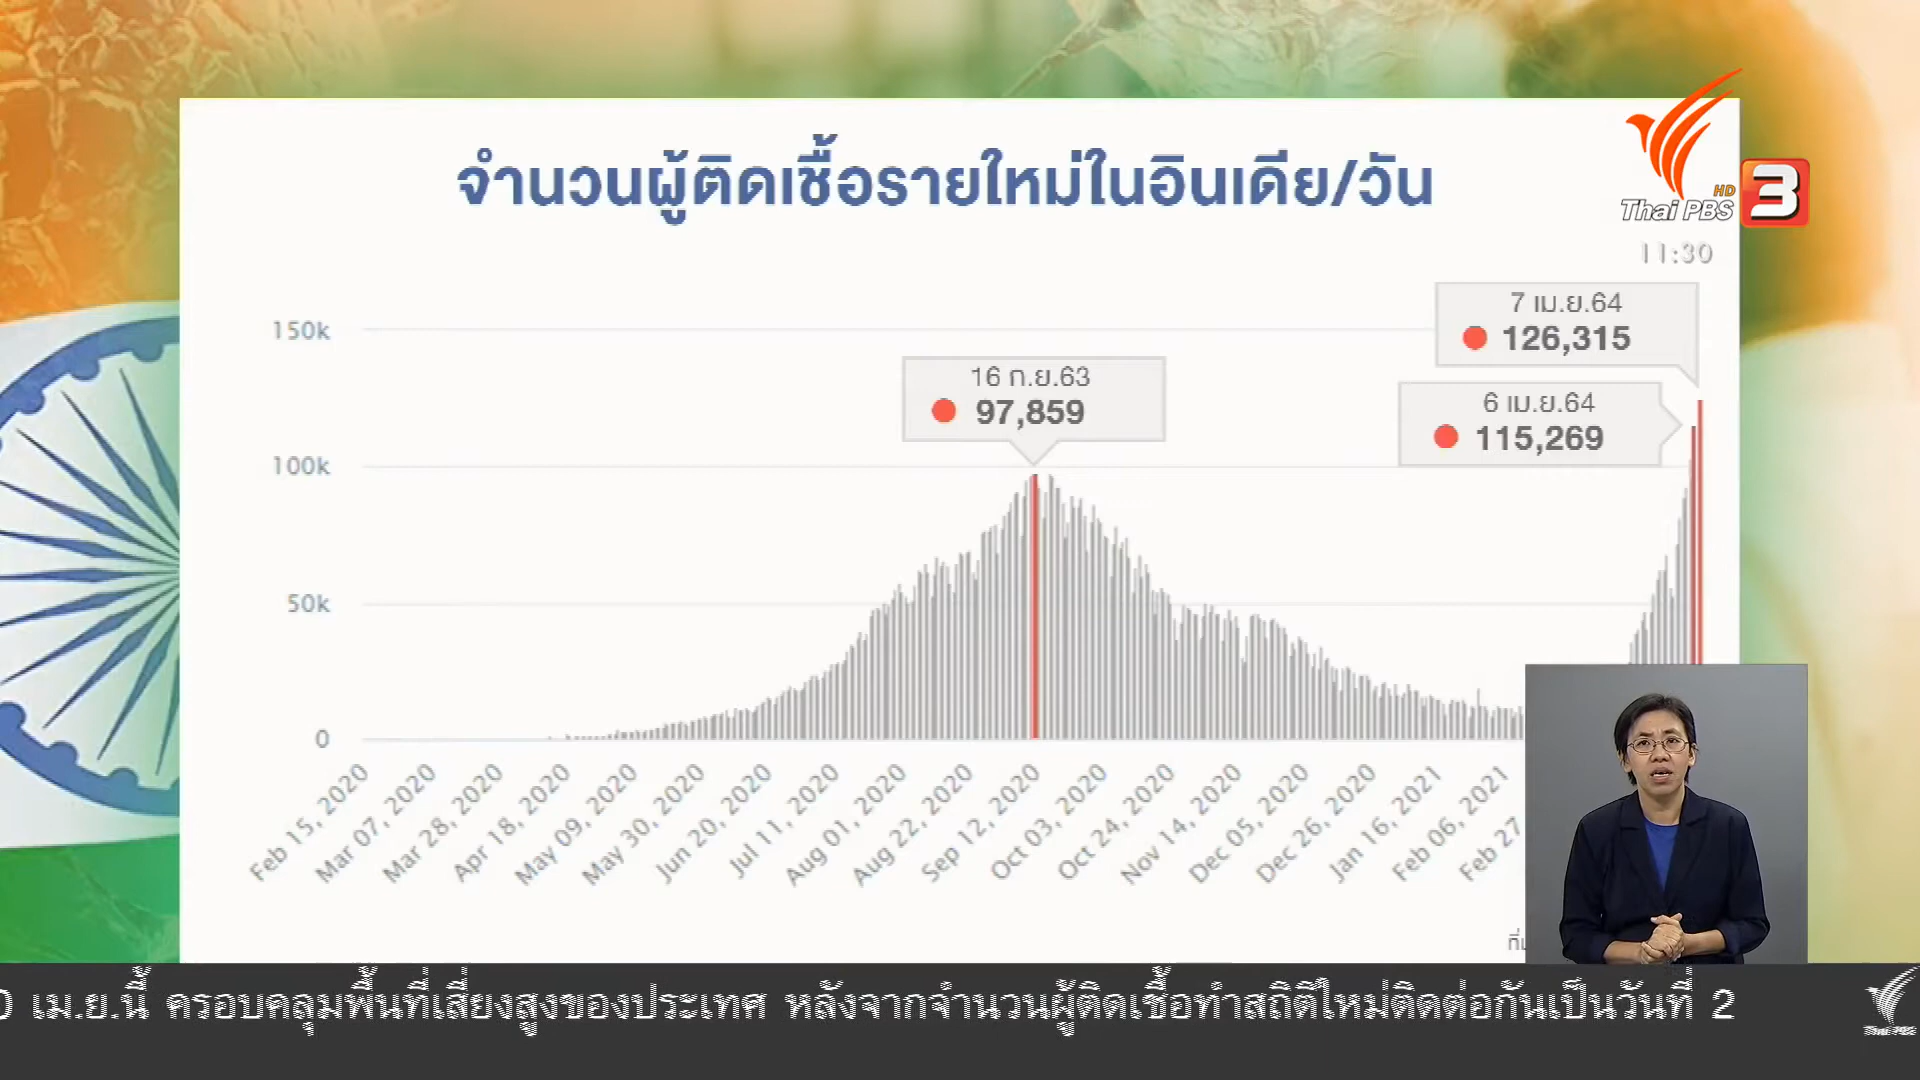 จำนวนผู้ติดเชื้อรายใหม่ในอินเดีย/วัน
HD
Thai PBS 3
11:30
7 เม.ย.64
126,315
16 ก.ย.63
97,859
6 เม.ย.64
115,269
150k
100k
50k
0
Feb 15, 2020
Mar 07, 2020
Mar 28, 2020
Apr 18, 2020
May 09, 2020
May 30, 2020
Jun 20, 2020
Jul 11, 2020
Aug 01, 2020
Aug 22, 2020
Sep 12, 2020
Oct 03, 2020
Oct 24, 2020
Nov 14, 2020
Dec 05, 2020
Dec 26, 2020
Jan 16, 2021
Feb 06, 2021
Feb 27
เม.ย.นี้ ครอบคลุมพื้นที่เสี่ยงสูงของประเทศ หลังจากจำนวนผู้ติดเชื้อทำสถิติใหม่ติดต่อกันเป็นวันที่ 2
Thai PBS